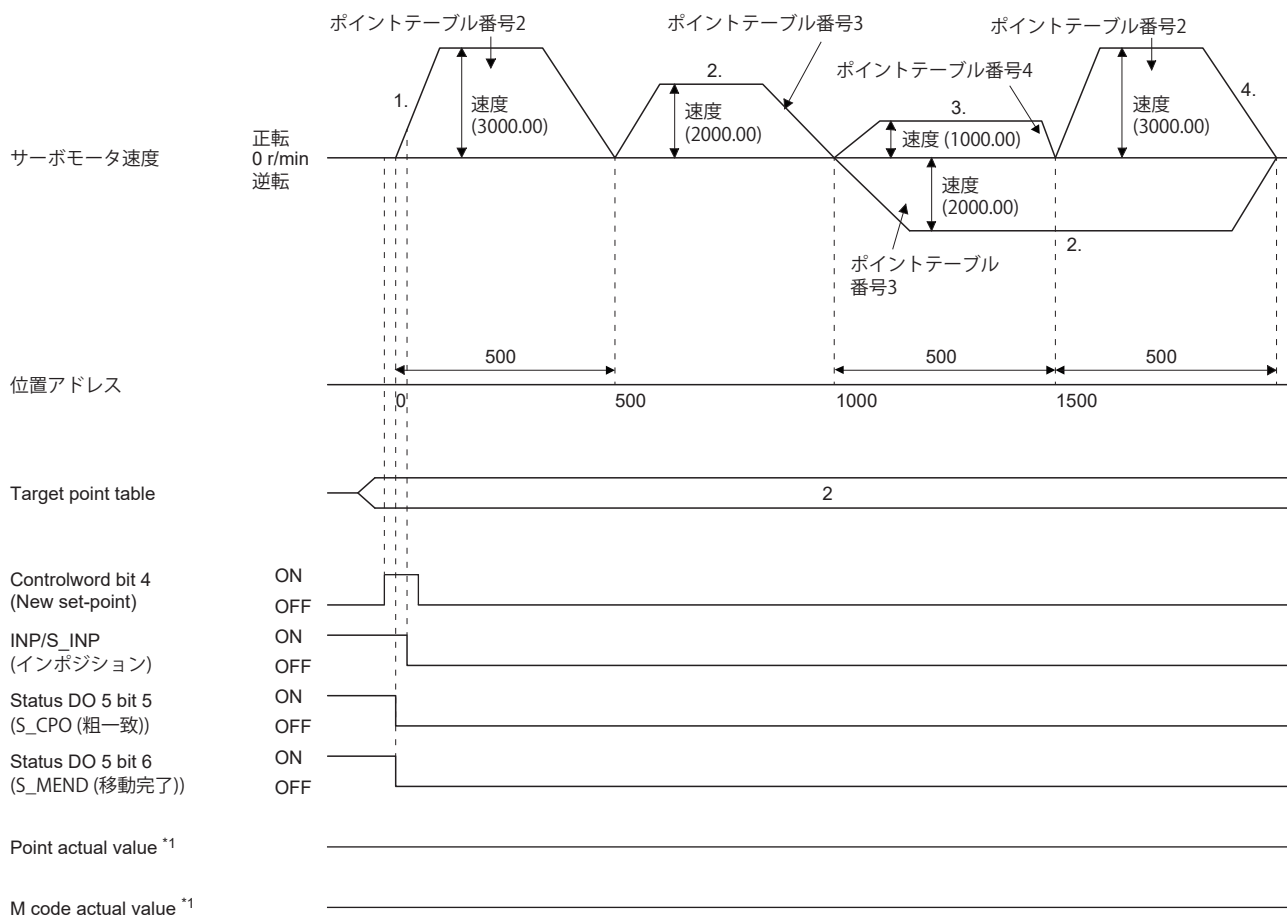 ポイントテーブル番号2
ポイントテーブル番号3
ポイントテーブル番号2
ポイントテーブル番号4
1.
2.
3.
4.
速度
(3000.00)
速度
(2000.00)
速度 (1000.00)
速度
(3000.00)
サーボモータ速度
正転
0 r/min
逆転
速度
(2000.00)
2.
ポイントテーブル
番号3
500
500
500
位置アドレス
0
500
1000
1500
Target point table
2
Controlword bit 4
(New set-point)
ON
OFF
INP/S_INP
(インポジション)
ON
OFF
Status DO 5 bit 5
(S_CPO (粗一致))
ON
OFF
Status DO 5 bit 6
(S_MEND (移動完了))
ON
OFF
Point actual value *1
M code actual value *1